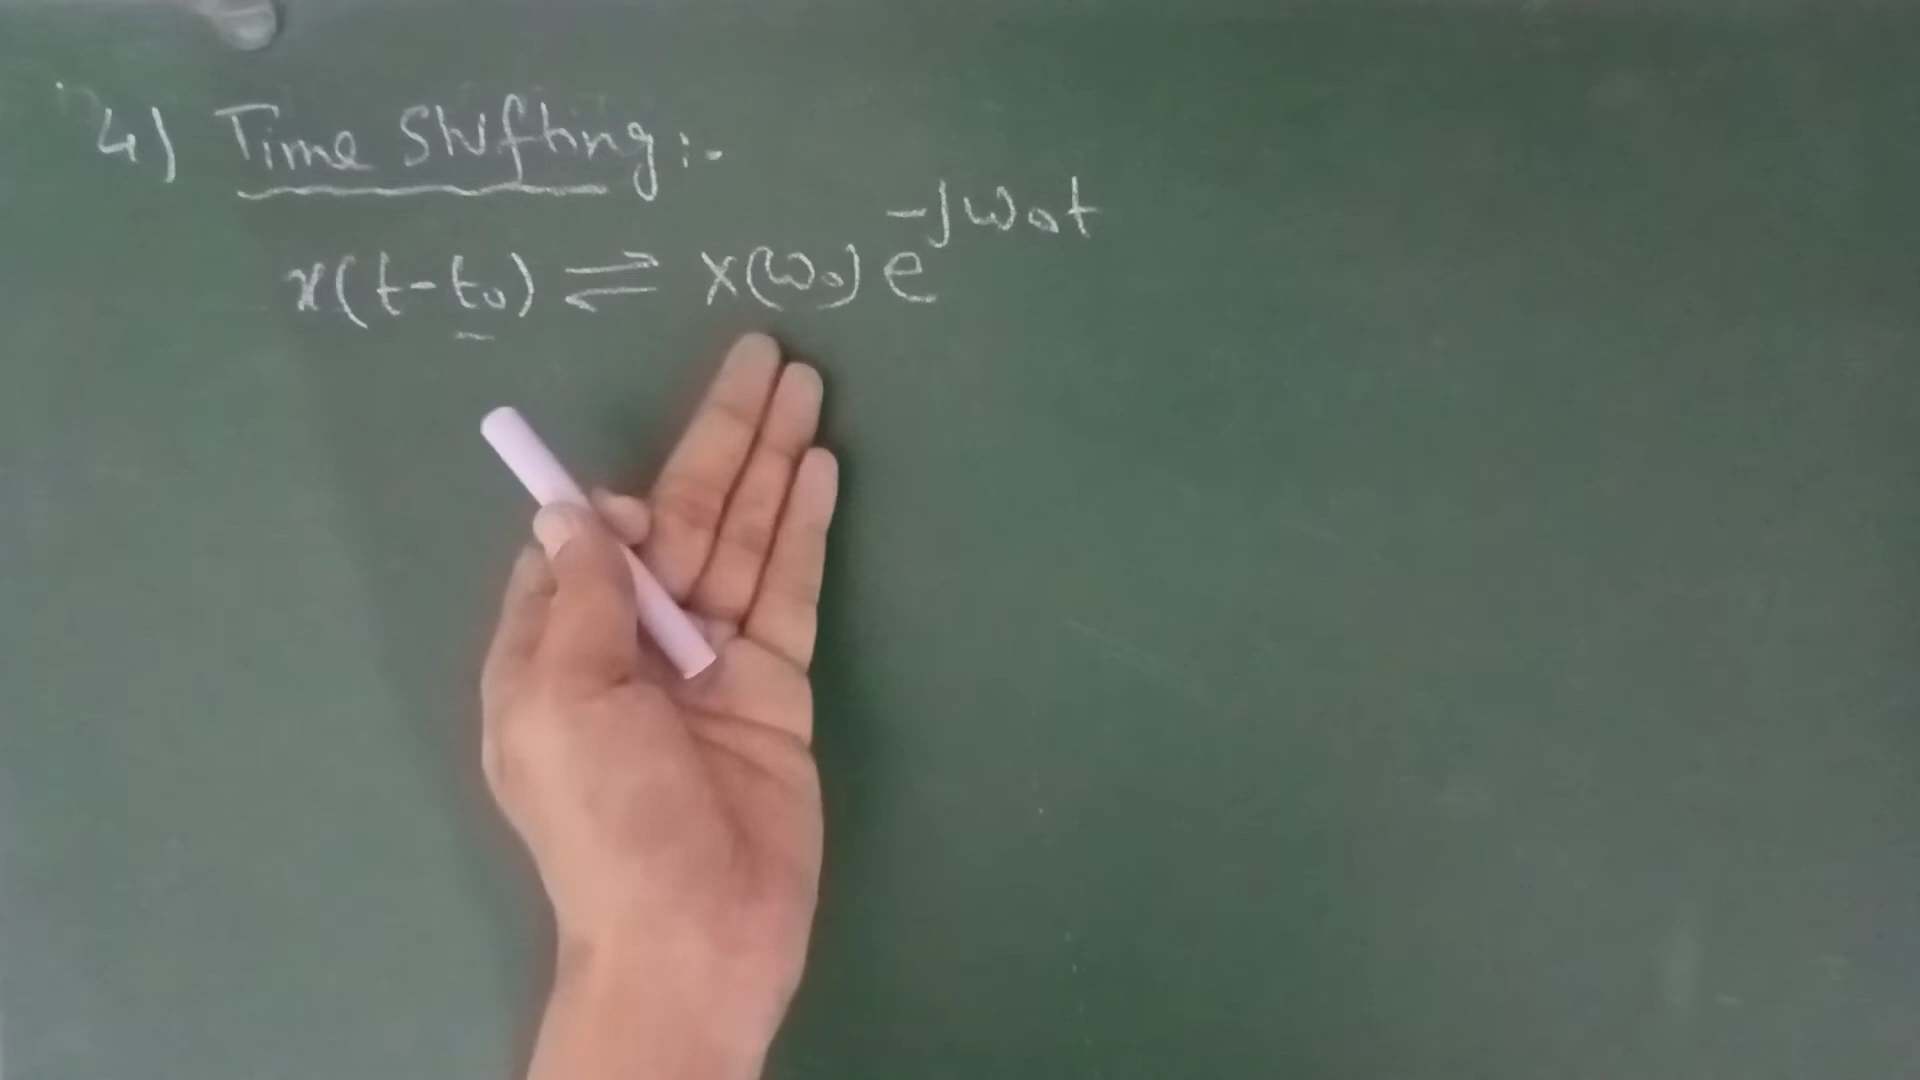 4) Time Shifting :-
x(t-t₀) ⇌ X(ω₀) e^-jω₀t